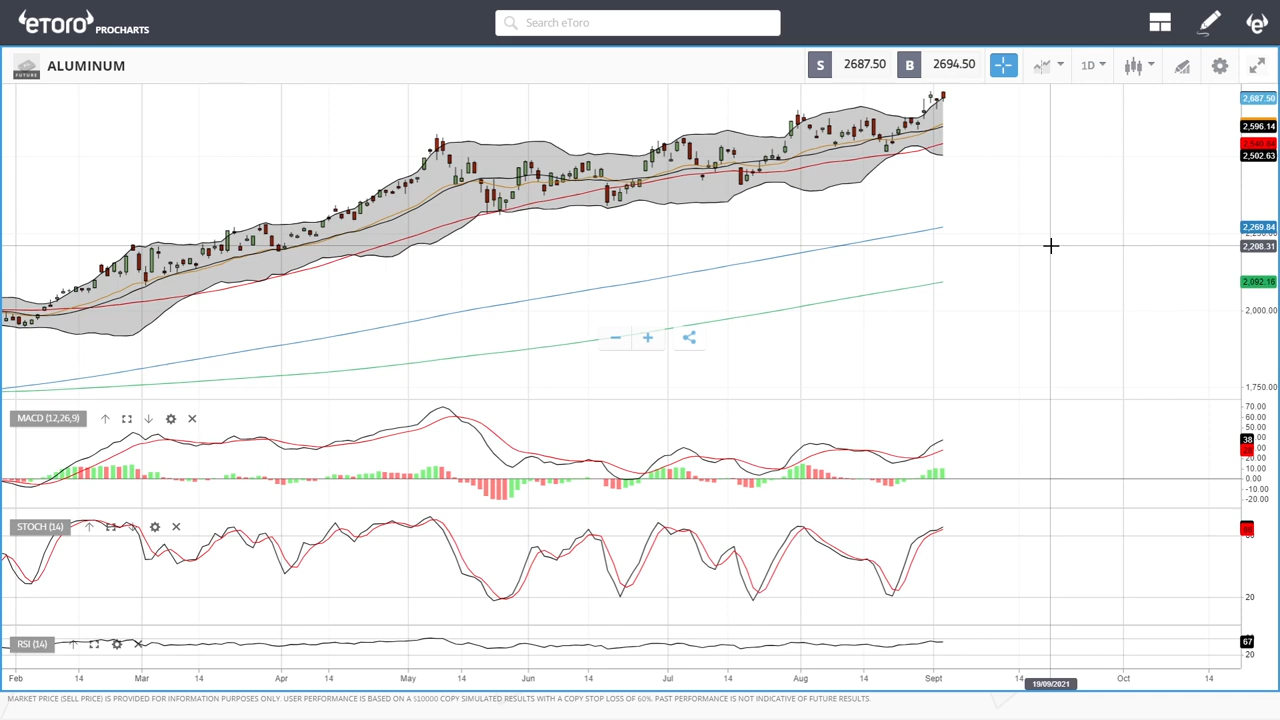 eToro PROCHARTS
Search eToro
FUTURE
ALUMINUM
S 2687.50 B 2694.50
1D
2,687.50
2,596.14
2,502.63
2,269.84
2,208.31
2,092.16
2,000.00
1,750.00
MACD (12,26,9)
70.00
60.00
50.00
38
20.00
10.00
0.00
-10.00
-20.00
STOCH (14)
20
RSI (14)
67
20
Feb 14 Mar 14 Apr 14 May 14 Jun 14 Jul 14 Aug 14 Sept 14 19/09/2021 Oct 14
MARKET PRICE (SELL PRICE) IS PROVIDED FOR INFORMATION PURPOSES ONLY. USER PERFORMANCE IS BASED ON A $10000 COPY SIMULATED RESULTS WITH A COPY STOP LOSS OF 60%. PAST PERFORMANCE IS NOT INDICATIVE OF FUTURE RESULTS.